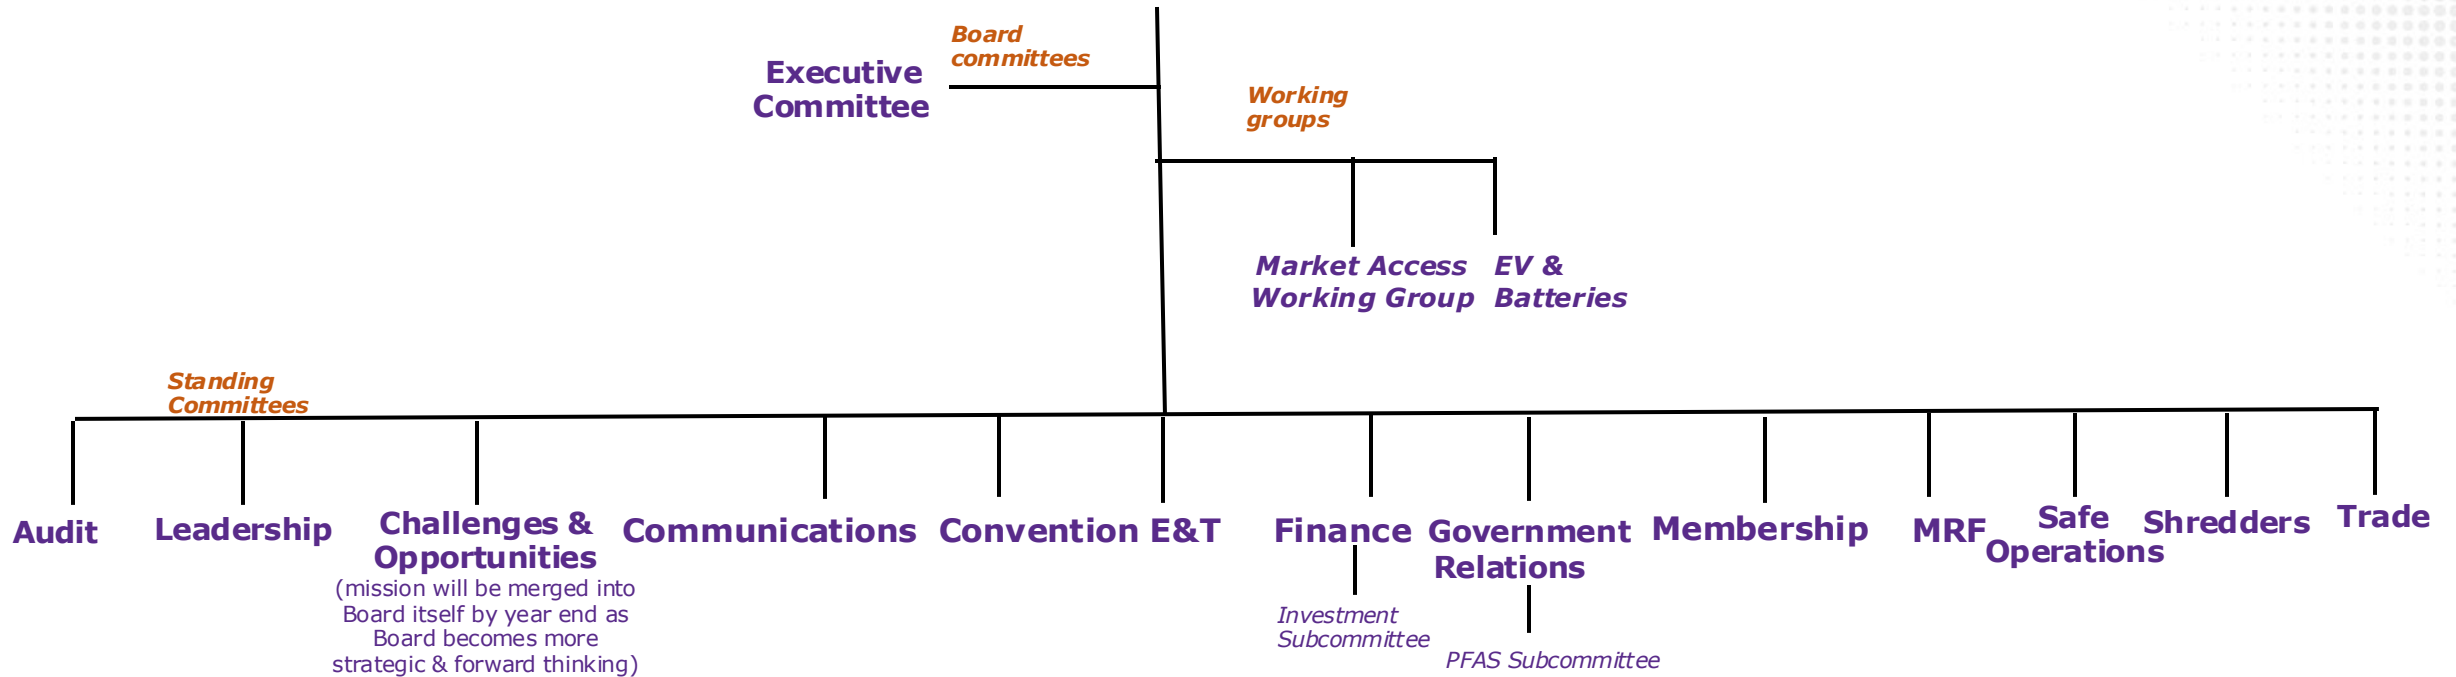 Board
committees
Executive
Committee
Working
groups
Market Access
Working Group
EV &
Batteries
Standing
Committees
Audit
Leadership
Challenges &
Opportunities
(mission will be merged into
Board itself by year end as
Board becomes more
strategic & forward thinking)
Communications
Convention
E&T
Finance
Investment
Subcommittee
Government
Relations
PFAS Subcommittee
Membership
MRF
Safe
Operations
Shredders
Trade